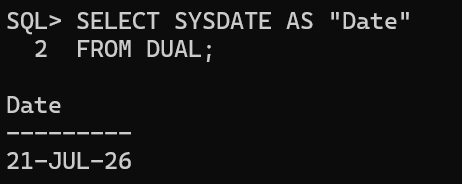 SQL> SELECT SYSDATE AS "Date"
  2  FROM DUAL;

Date
---------
21-JUL-26